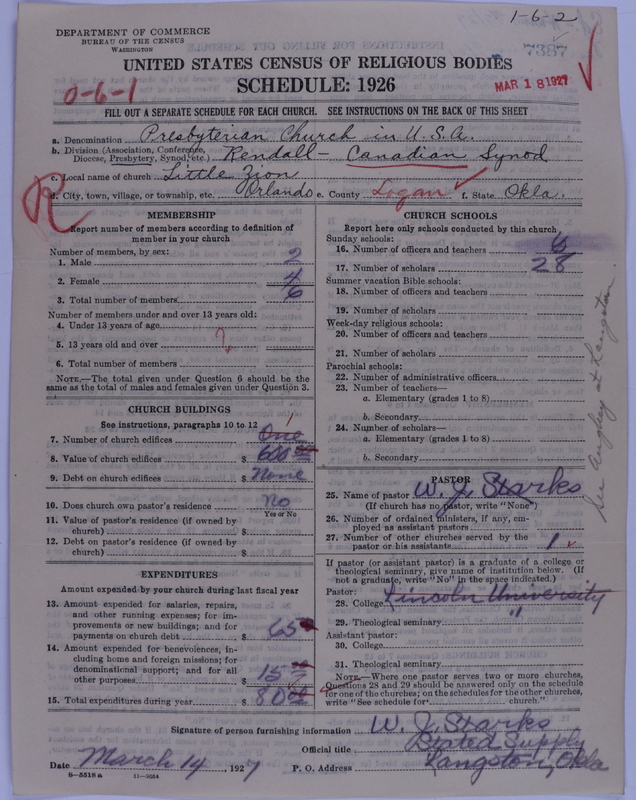 1-6-2
DEPARTMENT OF COMMERCE
BUREAU OF THE CENSUS
WASHINGTON
7337
UNITED STATES CENSUS OF RELIGIOUS BODIES
SCHEDULE: 1926
MAR 18 1927
0-6-1
FILL OUT A SEPARATE SCHEDULE FOR EACH CHURCH. SEE INSTRUCTIONS ON THE BACK OF THIS SHEET
a. Denomination Presbyterian Church in U.S.A.
b. Division (Association, Conference, Diocese, Presbytery, Synod, etc.) Rendall - Canadian Synod
c. Local name of church Little Zion
d. City, town, village, or township, etc. Orlando e. County Logan f. State Okla.
R
MEMBERSHIP
Report number of members according to definition of member in your church
Number of members, by sex:
1. Male 2
2. Female 4
3. Total number of members 6
Number of members under and over 13 years old:
4. Under 13 years of age
5. 13 years old and over ?
6. Total number of members
NOTE.—The total given under Question 6 should be the same as the total of males and females given under Question 3.
CHURCH BUILDINGS
See instructions, paragraphs 10 to 12
7. Number of church edifices One 1
8. Value of church edifices $ 600
9. Debt on church edifices $ None
10. Does church own pastor's residence No
Yes or No
11. Value of pastor's residence (if owned by church) $
12. Debt on pastor's residence (if owned by church) $
EXPENDITURES
Amount expended by your church during last fiscal year
13. Amount expended for salaries, repairs, and other running expenses; for improvements or new buildings; and for payments on church debt $ 65
14. Amount expended for benevolences, including home and foreign missions; for denominational support; and for all other purposes $ 15
15. Total expenditures during year $ 80
CHURCH SCHOOLS
Report here only schools conducted by this church
Sunday schools:
16. Number of officers and teachers 6
17. Number of scholars 28
Summer vacation Bible schools:
18. Number of officers and teachers
19. Number of scholars
Week-day religious schools:
20. Number of officers and teachers
21. Number of scholars
Parochial schools:
22. Number of administrative officers
23. Number of teachers—
a. Elementary (grades 1 to 8)
b. Secondary
24. Number of scholars—
a. Elementary (grades 1 to 8)
b. Secondary
PASTOR
25. Name of pastor W. J. Starks
(If church has no pastor, write "None")
26. Number of ordained ministers, if any, employed as assistant pastors
27. Number of other churches served by the pastor or his assistants 1
If pastor (or assistant pastor) is a graduate of a college or theological seminary, give name of institution below. (If not a graduate, write "No" in the space indicated.)
Pastor:
28. College Lincoln University
29. Theological seminary "
Assistant pastor:
30. College
31. Theological seminary
NOTE.—Where one pastor serves two or more churches, Questions 28 and 29 should be answered only on the schedule for one of the churches; on the schedules for the other churches, write "See schedule for church."
Signature of person furnishing information W. J. Starks
Official title Stated Supply
Date March 14, 1927 P. O. Address Langston, Okla
8-5518 a 11-9054